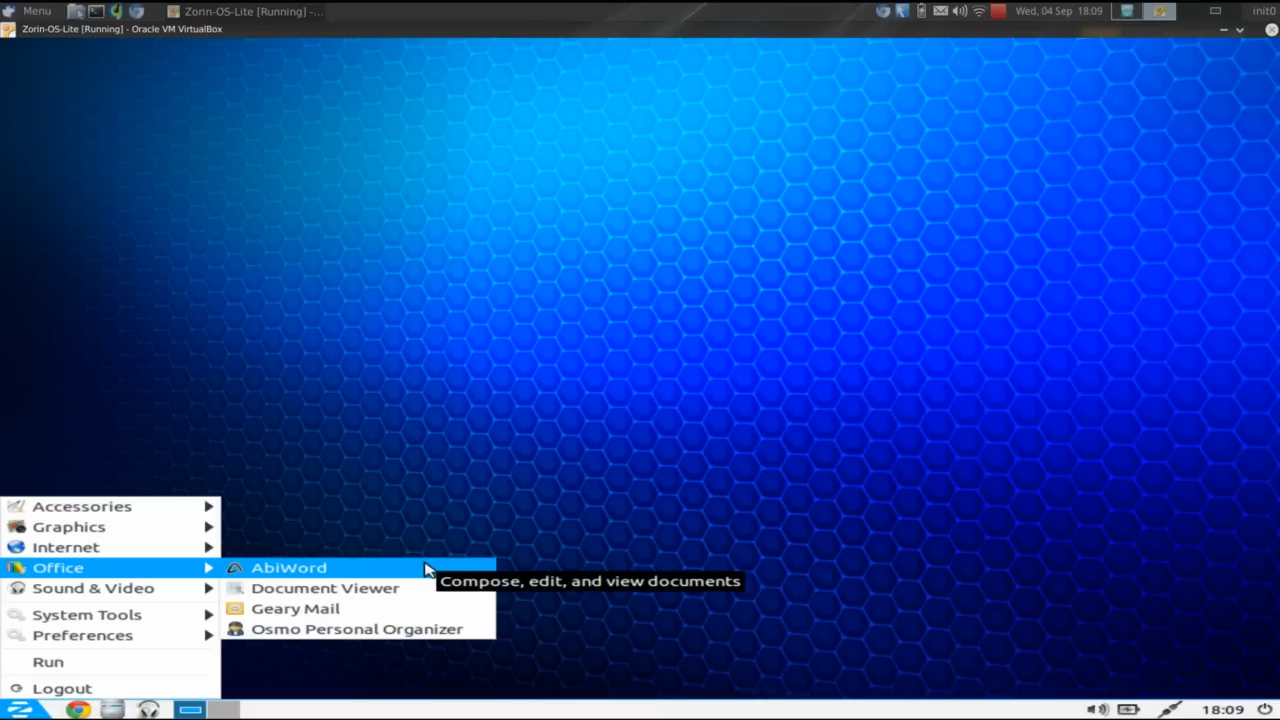 Menu
Zorin-OS-Lite [Running] -...
Wed, 04 Sep 18:09
init0
Zorin-OS-Lite [Running] - Oracle VM VirtualBox
Accessories
Graphics
Internet
Office
Sound & Video
System Tools
Preferences
Run
Logout
AbiWord
Document Viewer
Geary Mail
Osmo Personal Organizer
Compose, edit, and view documents
18:09